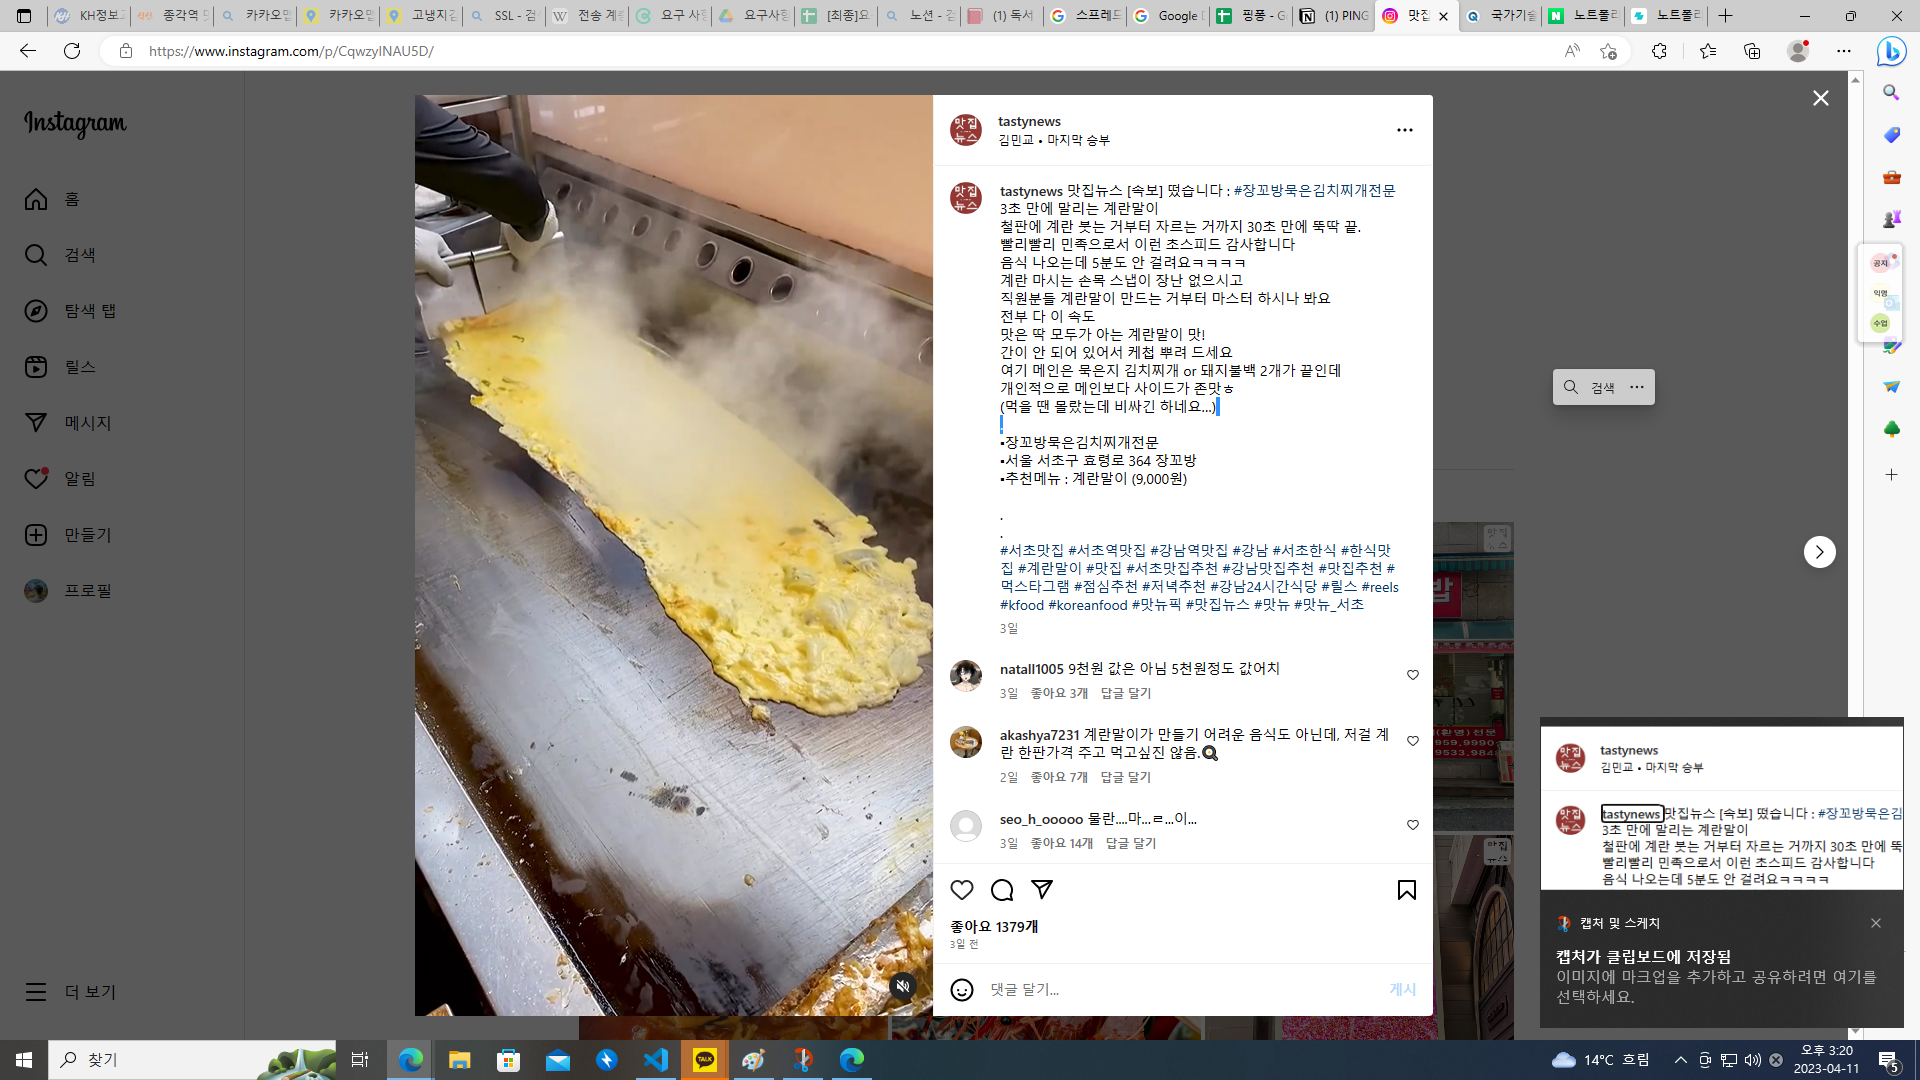 KH정보교
종각역 맛
카카오맵
카카오맵
고냉지김
SSL - 검색
전송 계층
요구 사항
요구사항
[최종]요
노션 - 검
(1) 독서
스프레드
Google D
핑퐁 - G
(1) PING
맛집
국가기술
노트폴리
노트폴리
https://www.instagram.com/p/CqwzylNAU5D/
Instagram
홈
검색
탐색 탭
릴스
메시지
알림
만들기
프로필
더 보기
tastynews
김민교 • 마지막 승부
tastynews 맛집뉴스 [속보] 떴습니다 : #장꼬방묵은김치찌개전문
3초 만에 말리는 계란말이
철판에 계란 붓는 거부터 자르는 거까지 30초 만에 뚝딱 끝.
빨리빨리 민족으로서 이런 초스피드 감사합니다
음식 나오는데 5분도 안 걸려요ㅋㅋㅋㅋ
계란 마시는 손목 스냅이 장난 없으시고
직원분들 계란말이 만드는 거부터 마스터 하시나 봐요
전부 다 이 속도
맛은 딱 모두가 아는 계란말이 맛!
간이 안 되어 있어서 케첩 뿌려 드세요
여기 메인은 묵은지 김치찌개 or 돼지불백 2개가 끝인데
개인적으로 메인보다 사이드가 존맛ㅎ
(먹을 땐 몰랐는데 비싸긴 하네요...)
.
▪장꼬방묵은김치찌개전문
▪서울 서초구 효령로 364 장꼬방
▪추천메뉴 : 계란말이 (9,000원)
.
.
#서초맛집 #서초역맛집 #강남역맛집 #강남 #서초한식 #한식맛
집 #계란말이 #맛집 #서초맛집추천 #강남맛집추천 #맛집추천 #
먹스타그램 #점심추천 #저녁추천 #강남24시간식당 #릴스 #reels
#kfood #koreanfood #맛뉴픽 #맛집뉴스 #맛뉴 #맛뉴_서초
3일
natall1005 9천원 값은 아님 5천원정도 값어치
3일 좋아요 3개 답글 달기
akashya7231 계란말이가 만들기 어려운 음식도 아닌데, 저걸 계
란 한판가격 주고 먹고싶진 않음.🍳
2일 좋아요 7개 답글 달기
seo_h_ooooo 물란....마...ㄹ...이...
3일 좋아요 14개 답글 달기
좋아요 1379개
3일 전
댓글 달기...
게시
검색
공지
익명
수업
맛집
뉴스
tastynews
김민교 • 마지막 승부
tastynews 맛집뉴스 [속보] 떴습니다 : #장꼬방묵은김
3초 만에 말리는 계란말이
철판에 계란 붓는 거부터 자르는 거까지 30초 만에 뚝
빨리빨리 민족으로서 이런 초스피드 감사합니다
음식 나오는데 5분도 안 걸려요ㅋㅋㅋㅋ
캡처 및 스케치
캡처가 클립보드에 저장됨
이미지에 마크업을 추가하고 공유하려면 여기를
선택하세요.
찾기
TALK
14°C 흐림
오후 3:20
2023-04-11
5